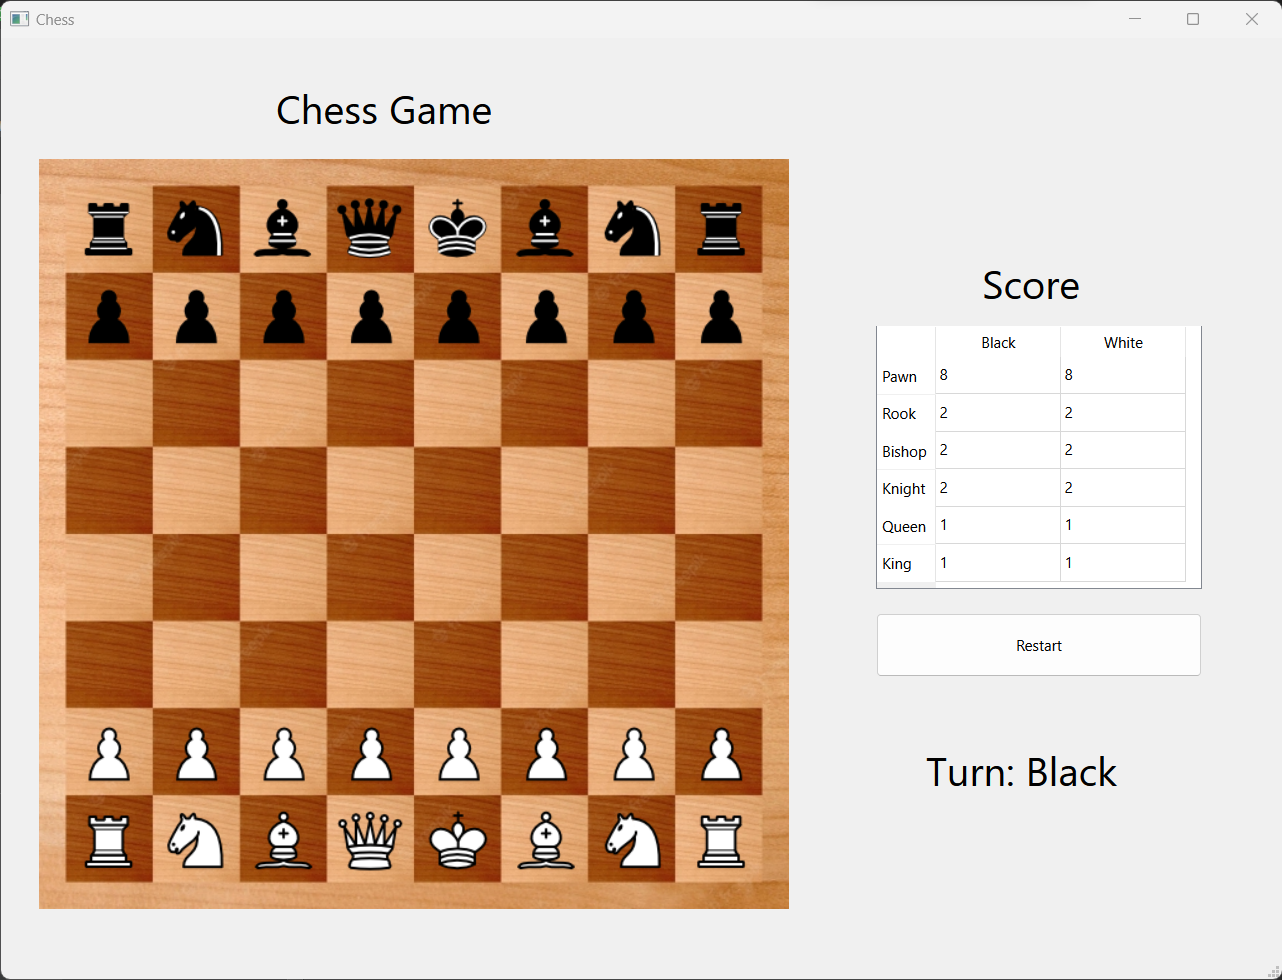 Chess
Chess Game
Score
Black White
Pawn 8 8
Rook 2 2
Bishop 2 2
Knight 2 2
Queen 1 1
King 1 1
Restart
Turn: Black